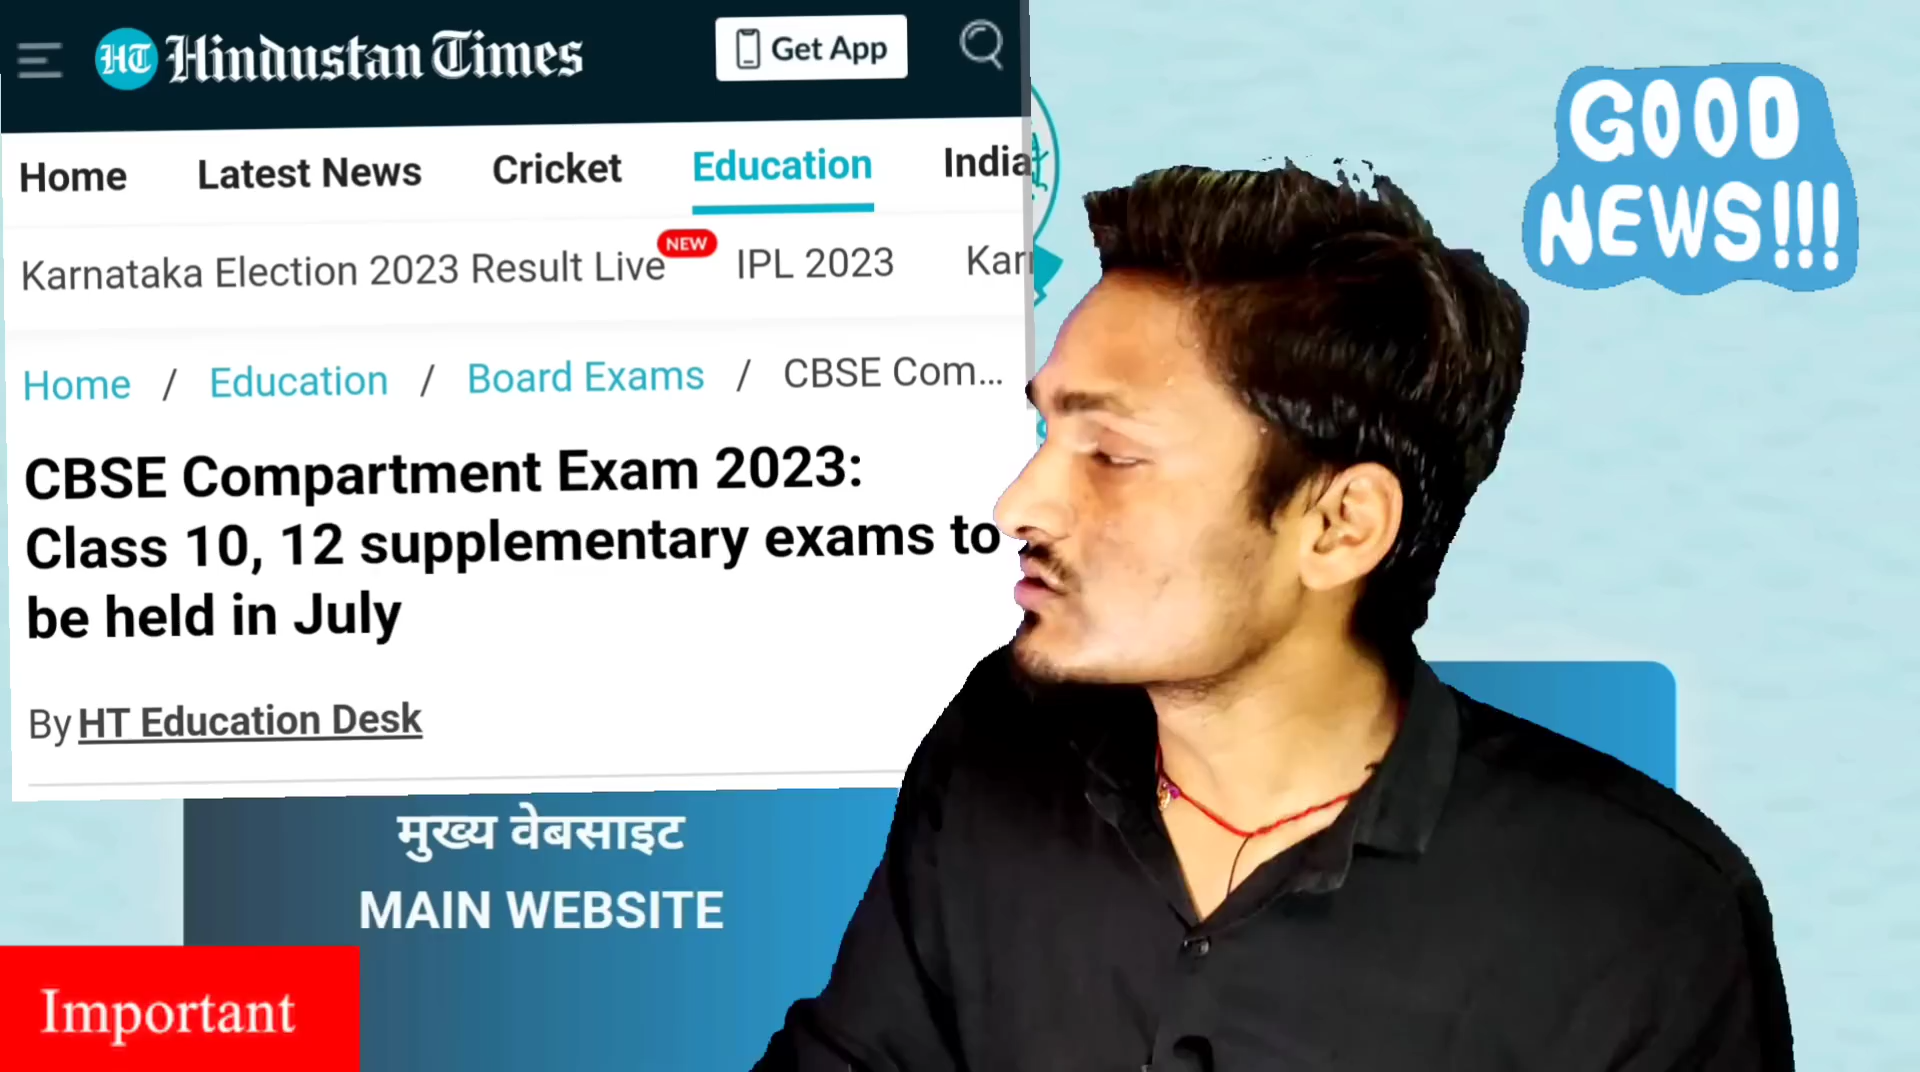 HT Hindustan Times
Get App
Home Latest News Cricket Education India
Karnataka Election 2023 Result Live NEW IPL 2023 Kar
Home / Education / Board Exams / CBSE Com...
CBSE Compartment Exam 2023:
Class 10, 12 supplementary exams to
be held in July
By HT Education Desk
मुख्य वेबसाइट
MAIN WEBSITE
Important
GOOD
NEWS!!!